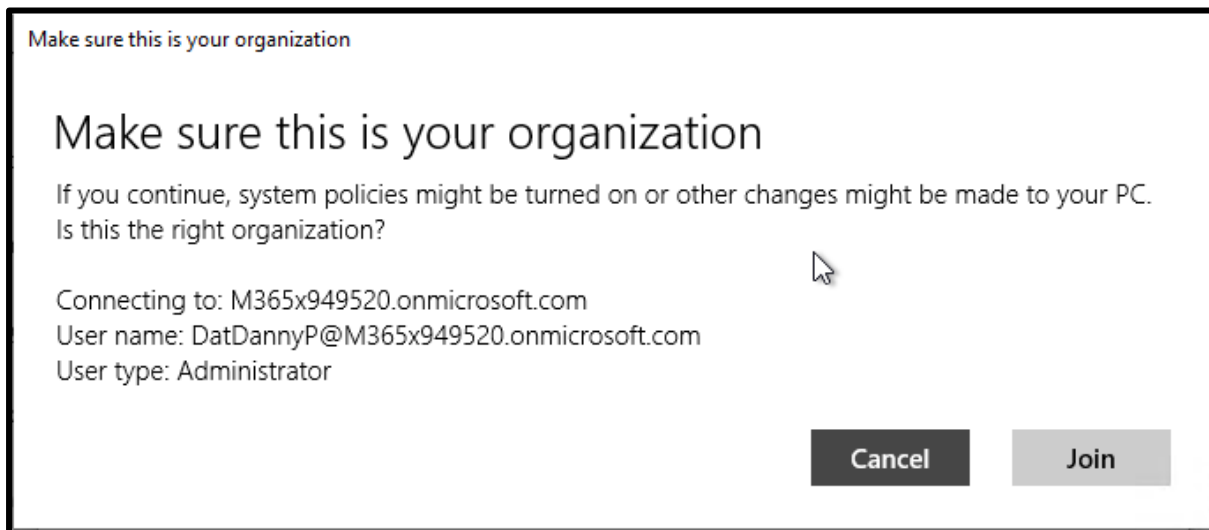 Make sure this is your organization
Make sure this is your organization
If you continue, system policies might be turned on or other changes might be made to your PC.
Is this the right organization?
Connecting to: M365x949520.onmicrosoft.com
User name: DatDannyP@M365x949520.onmicrosoft.com
User type: Administrator
Cancel Join